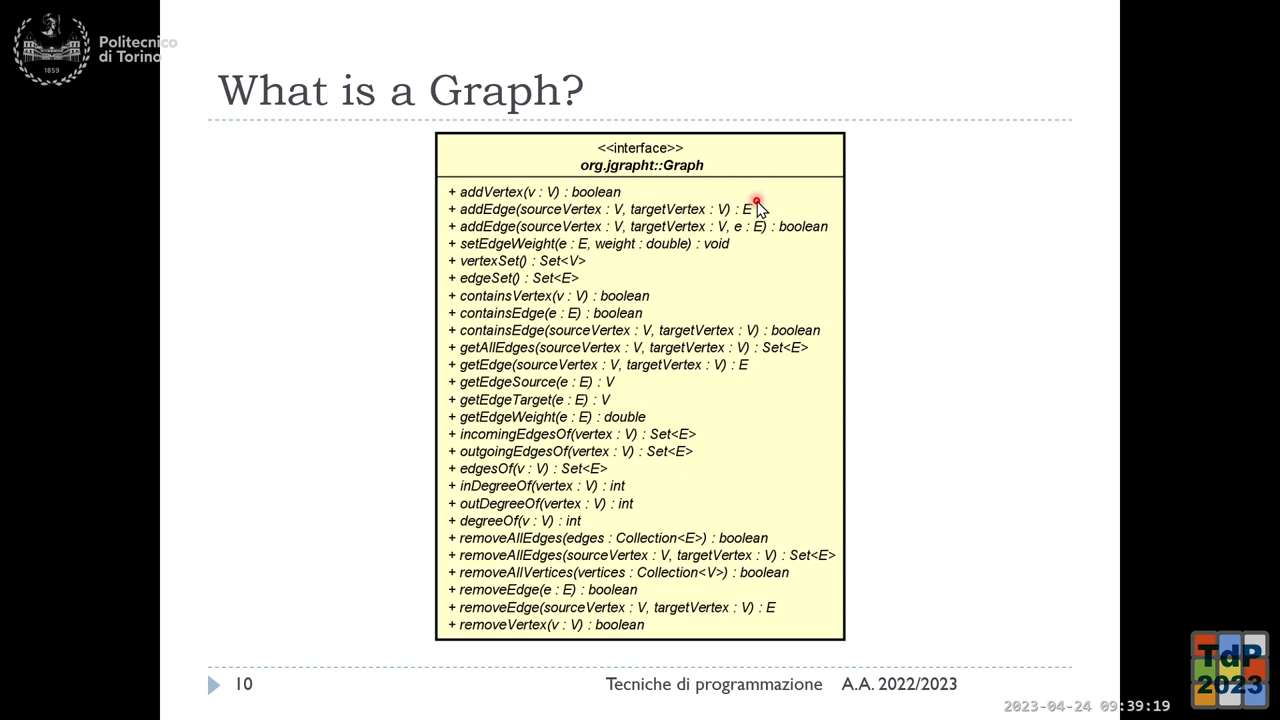 Politecnico
di Torino
1859
What is a Graph?
<<interface>>
org.jgrapht::Graph
+ addVertex(v : V) : boolean
+ addEdge(sourceVertex : V, targetVertex : V) : E
+ addEdge(sourceVertex : V, targetVertex : V, e : E) : boolean
+ setEdgeWeight(e : E, weight : double) : void
+ vertexSet() : Set<V>
+ edgeSet() : Set<E>
+ containsVertex(v : V) : boolean
+ containsEdge(e : E) : boolean
+ containsEdge(sourceVertex : V, targetVertex : V) : boolean
+ getAllEdges(sourceVertex : V, targetVertex : V) : Set<E>
+ getEdge(sourceVertex : V, targetVertex : V) : E
+ getEdgeSource(e : E) : V
+ getEdgeTarget(e : E) : V
+ getEdgeWeight(e : E) : double
+ incomingEdgesOf(vertex : V) : Set<E>
+ outgoingEdgesOf(vertex : V) : Set<E>
+ edgesOf(v : V) : Set<E>
+ inDegreeOf(vertex : V) : int
+ outDegreeOf(vertex : V) : int
+ degreeOf(v : V) : int
+ removeAllEdges(edges : Collection<E>) : boolean
+ removeAllEdges(sourceVertex : V, targetVertex : V) : Set<E>
+ removeAllVertices(vertices : Collection<V>) : boolean
+ removeEdge(e : E) : boolean
+ removeEdge(sourceVertex : V, targetVertex : V) : E
+ removeVertex(v : V) : boolean
10
Tecniche di programmazione A.A. 2022/2023
2023-04-24 09:39:19
TdP
2023